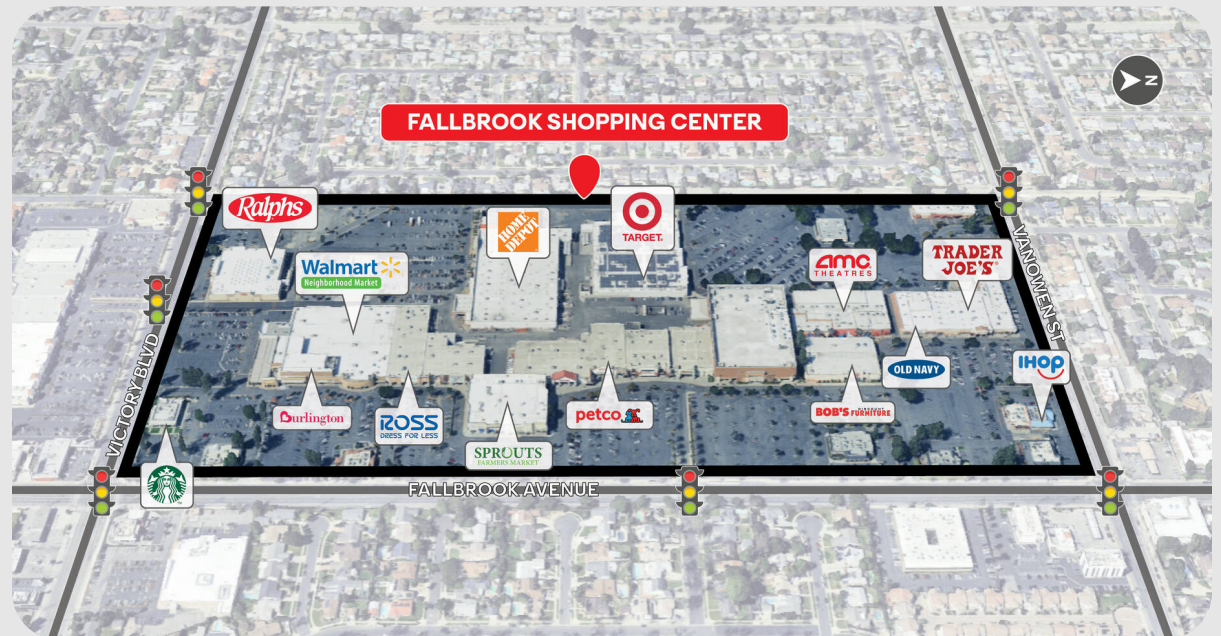 N
FALLBROOK SHOPPING CENTER
Ralphs
HOME
DEPOT
TARGET
Walmart
Neighborhood Market
amc
THEATRES
TRADER
JOE'S
VANOWEN ST
VICTORY BLVD
OLD NAVY
IHOP
Burlington
ROSS
DRESS FOR LESS
petco
BOB'S DISCOUNT FURNITURE
SPROUTS
FARMERS MARKET
FALLBROOK AVENUE